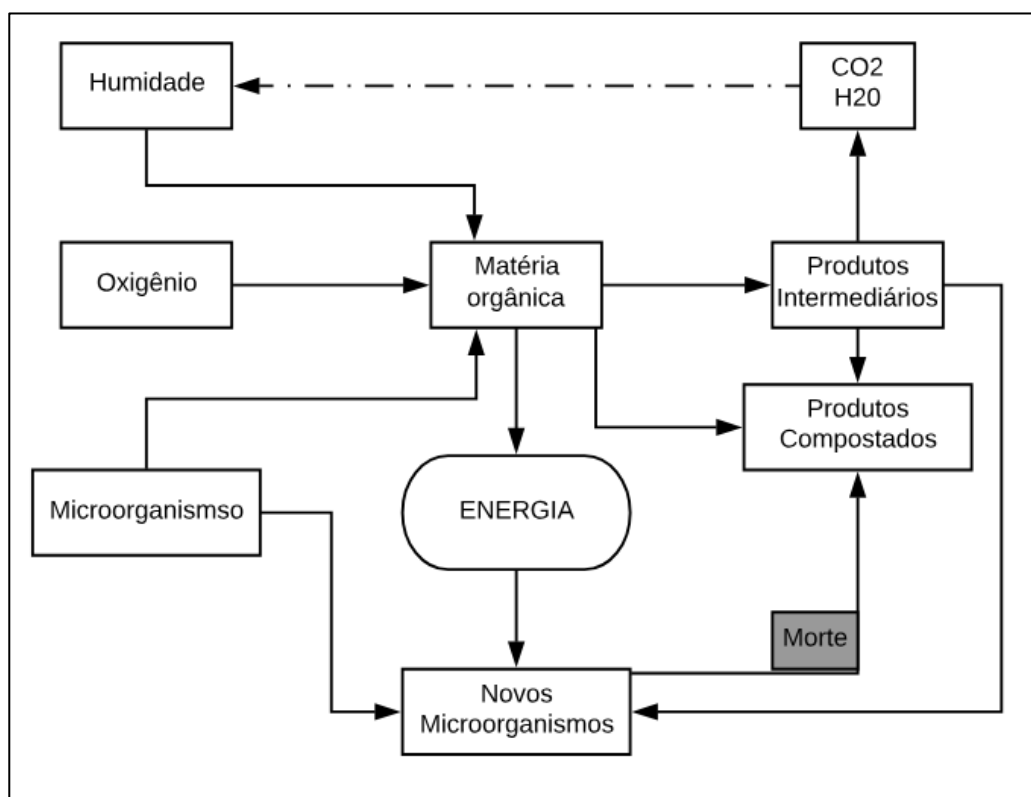 Humidade
CO2
H20
Oxigênio
Matéria
orgânica
Produtos
Intermediários
Produtos
Compostados
Microorganismso
ENERGIA
Morte
Novos
Microorganismos